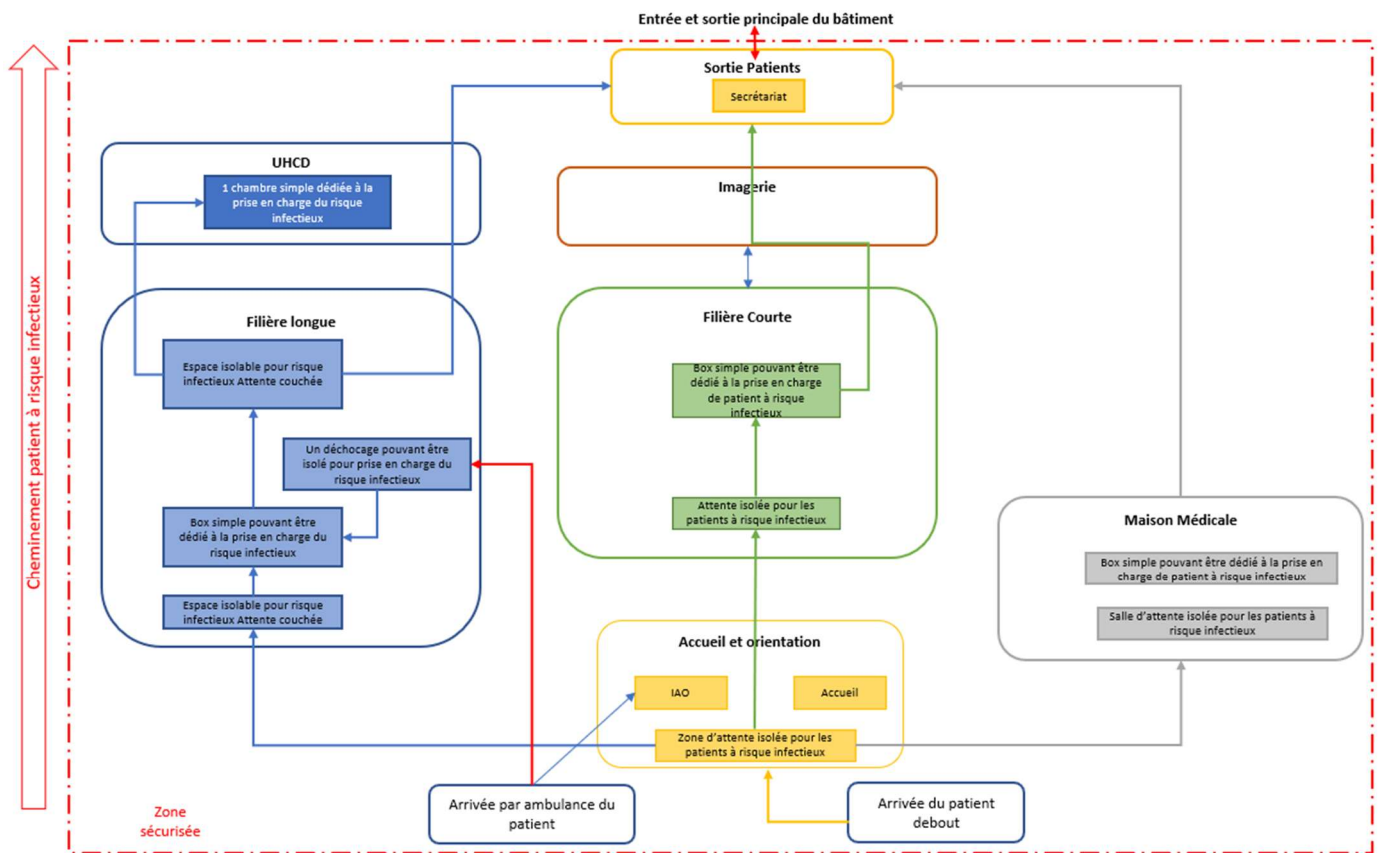 Entrée et sortie principale du bâtiment
Sortie Patients
Secrétariat
UHCD
1 chambre simple dédiée à la
prise en charge du risque
infectieux
Imagerie
Cheminement patient à risque infectieux
Filière longue
Espace isolable pour risque
infectieux Attente couchée
Un déchocage pouvant être
isolé pour prise en charge du
risque infectieux
Box simple pouvant être
dédié à la prise en charge du
risque infectieux
Espace isolable pour risque
infectieux Attente couchée
Filière Courte
Box simple pouvant être
dédié à la prise en charge
de patient à risque
infectieux
Attente isolée pour les
patients à risque infectieux
Maison Médicale
Box simple pouvant être dédié à la prise en
charge de patient à risque infectieux
Salle d’attente isolée pour les patients à
risque infectieux
Accueil et orientation
IAO
Accueil
Zone d’attente isolée pour les
patients à risque infectieux
Arrivée par ambulance du
patient
Arrivée du patient
debout
Zone
sécurisée